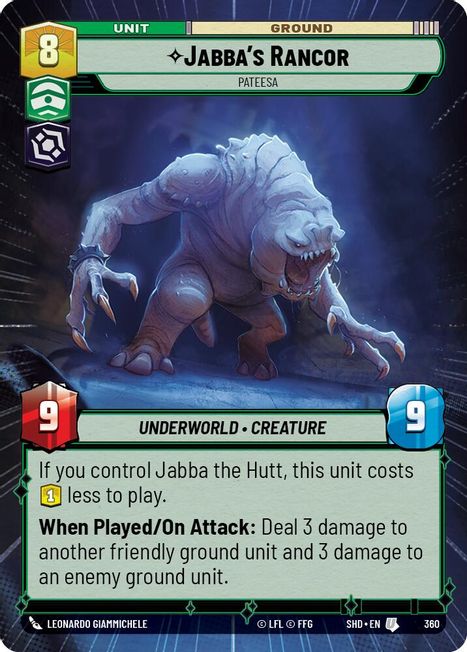 UNIT GROUND
8 ✧JABBA'S RANCOR
PATEESA
9 UNDERWORLD • CREATURE 9
If you control Jabba the Hutt, this unit costs
1 less to play.
When Played/On Attack: Deal 3 damage to
another friendly ground unit and 3 damage to
an enemy ground unit.
LEONARDO GIAMMICHELE © LFL © FFG SHD • EN 360